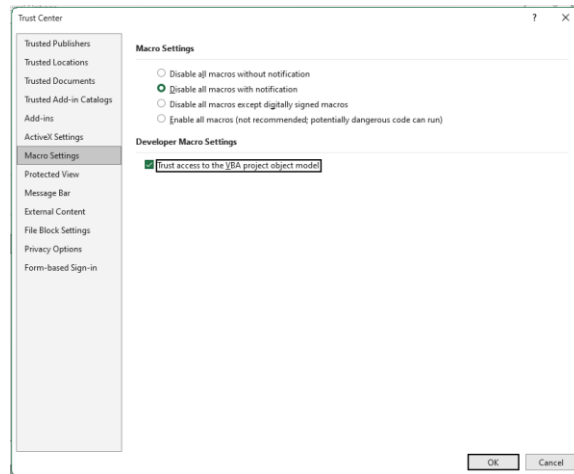 Trust Center
?
Trusted Publishers
Trusted Locations
Trusted Documents
Trusted Add-in Catalogs
Add-ins
ActiveX Settings
Macro Settings
Protected View
Message Bar
External Content
File Block Settings
Privacy Options
Form-based Sign-in
Macro Settings
Disable all macros without notification
Disable all macros with notification
Disable all macros except digitally signed macros
Enable all macros (not recommended; potentially dangerous code can run)
Developer Macro Settings
Trust access to the VBA project object model
OK
Cancel